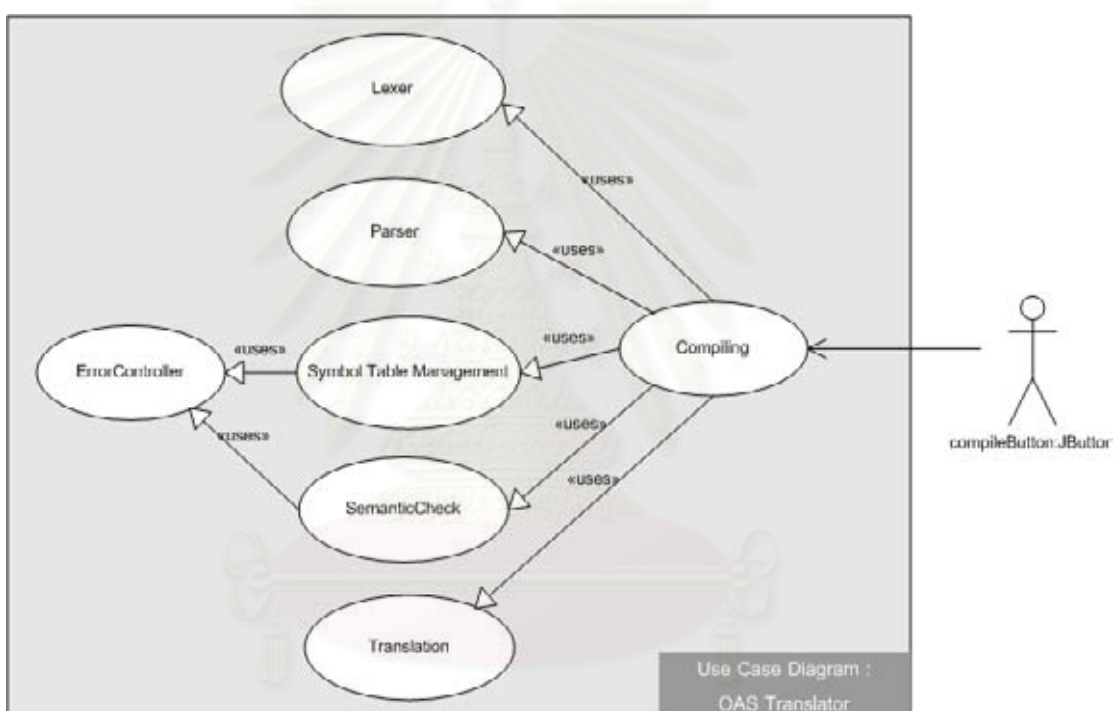 Lexer
«uses»
Parser
«uses»
«uses»
«uses»
ErrorController
Symbol Table Management
Compiling
«uses»
«uses»
compileButton:JButton
«uses»
SemanticCheck
Translation
Use Case Diagram :
OAS Translator